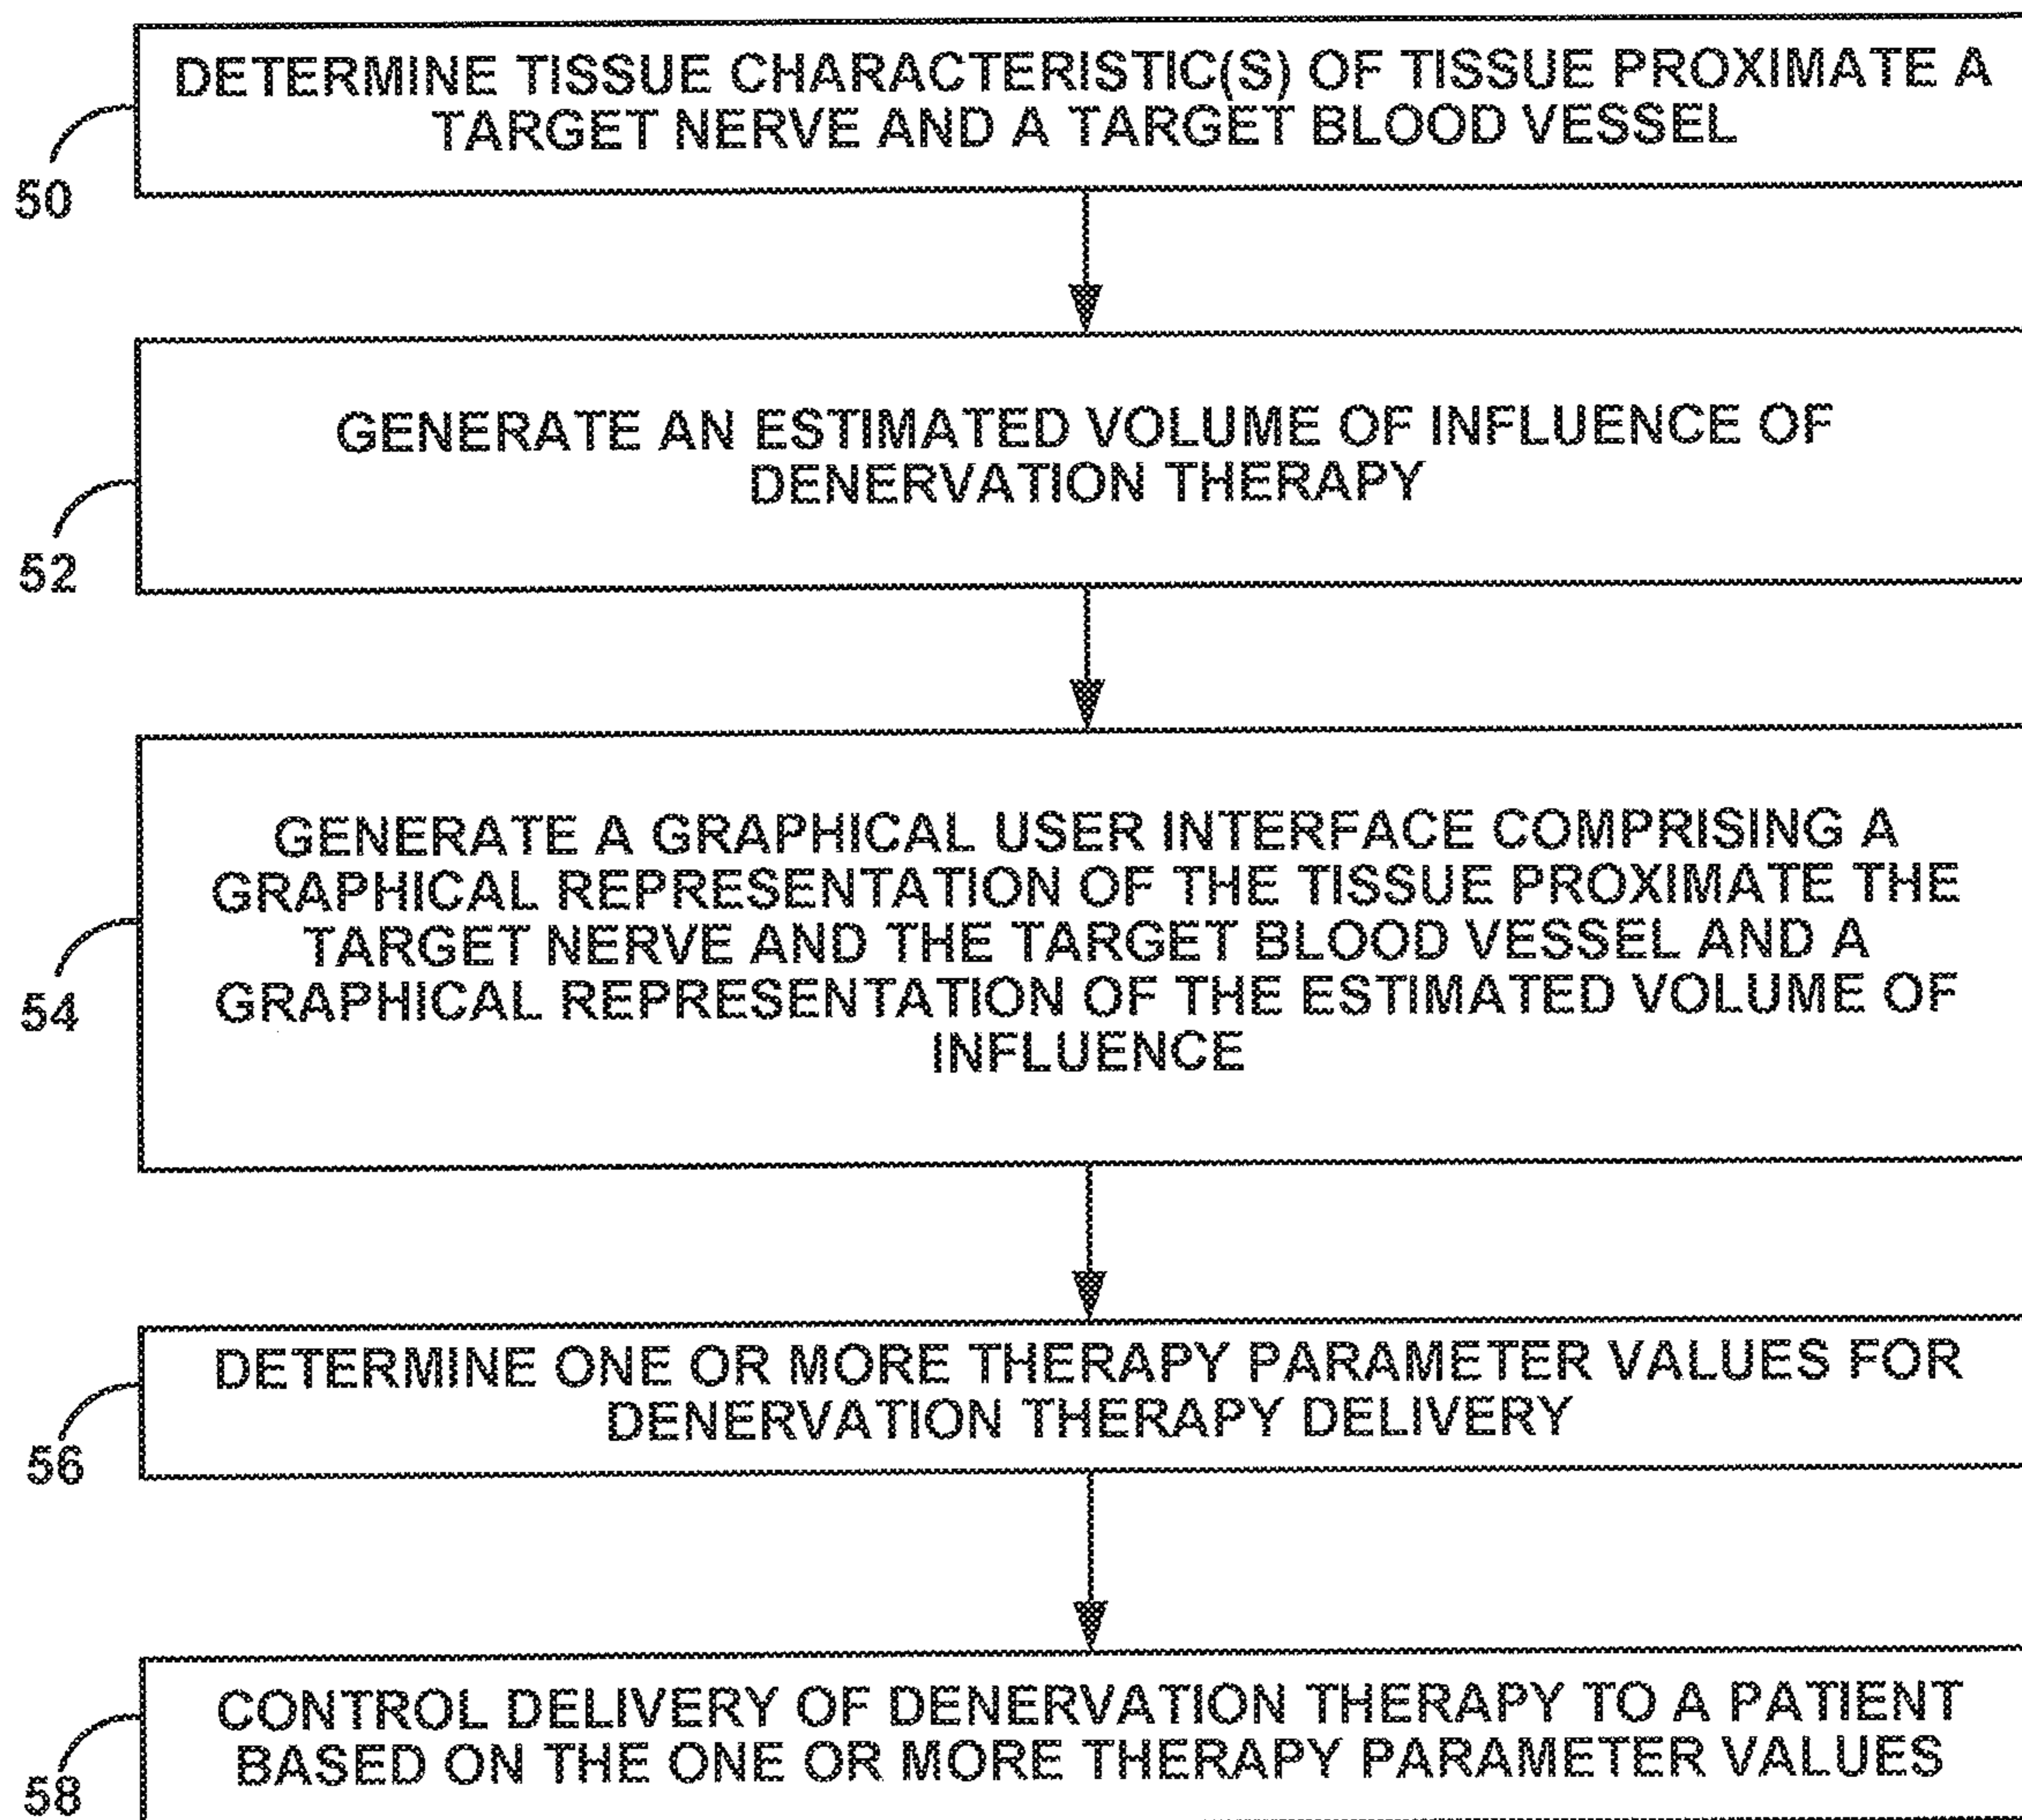 DETERMINE TISSUE CHARACTERISTIC(S) OF TISSUE PROXIMATE A
TARGET NERVE AND A TARGET BLOOD VESSEL
50
GENERATE AN ESTIMATED VOLUME OF INFLUENCE OF
DENERVATION THERAPY
52
GENERATE A GRAPHICAL USER INTERFACE COMPRISING A
GRAPHICAL REPRESENTATION OF THE TISSUE PROXIMATE THE
TARGET NERVE AND THE TARGET BLOOD VESSEL AND A
GRAPHICAL REPRESENTATION OF THE ESTIMATED VOLUME OF
INFLUENCE
54
DETERMINE ONE OR MORE THERAPY PARAMETER VALUES FOR
DENERVATION THERAPY DELIVERY
56
CONTROL DELIVERY OF DENERVATION THERAPY TO A PATIENT
BASED ON THE ONE OR MORE THERAPY PARAMETER VALUES
58